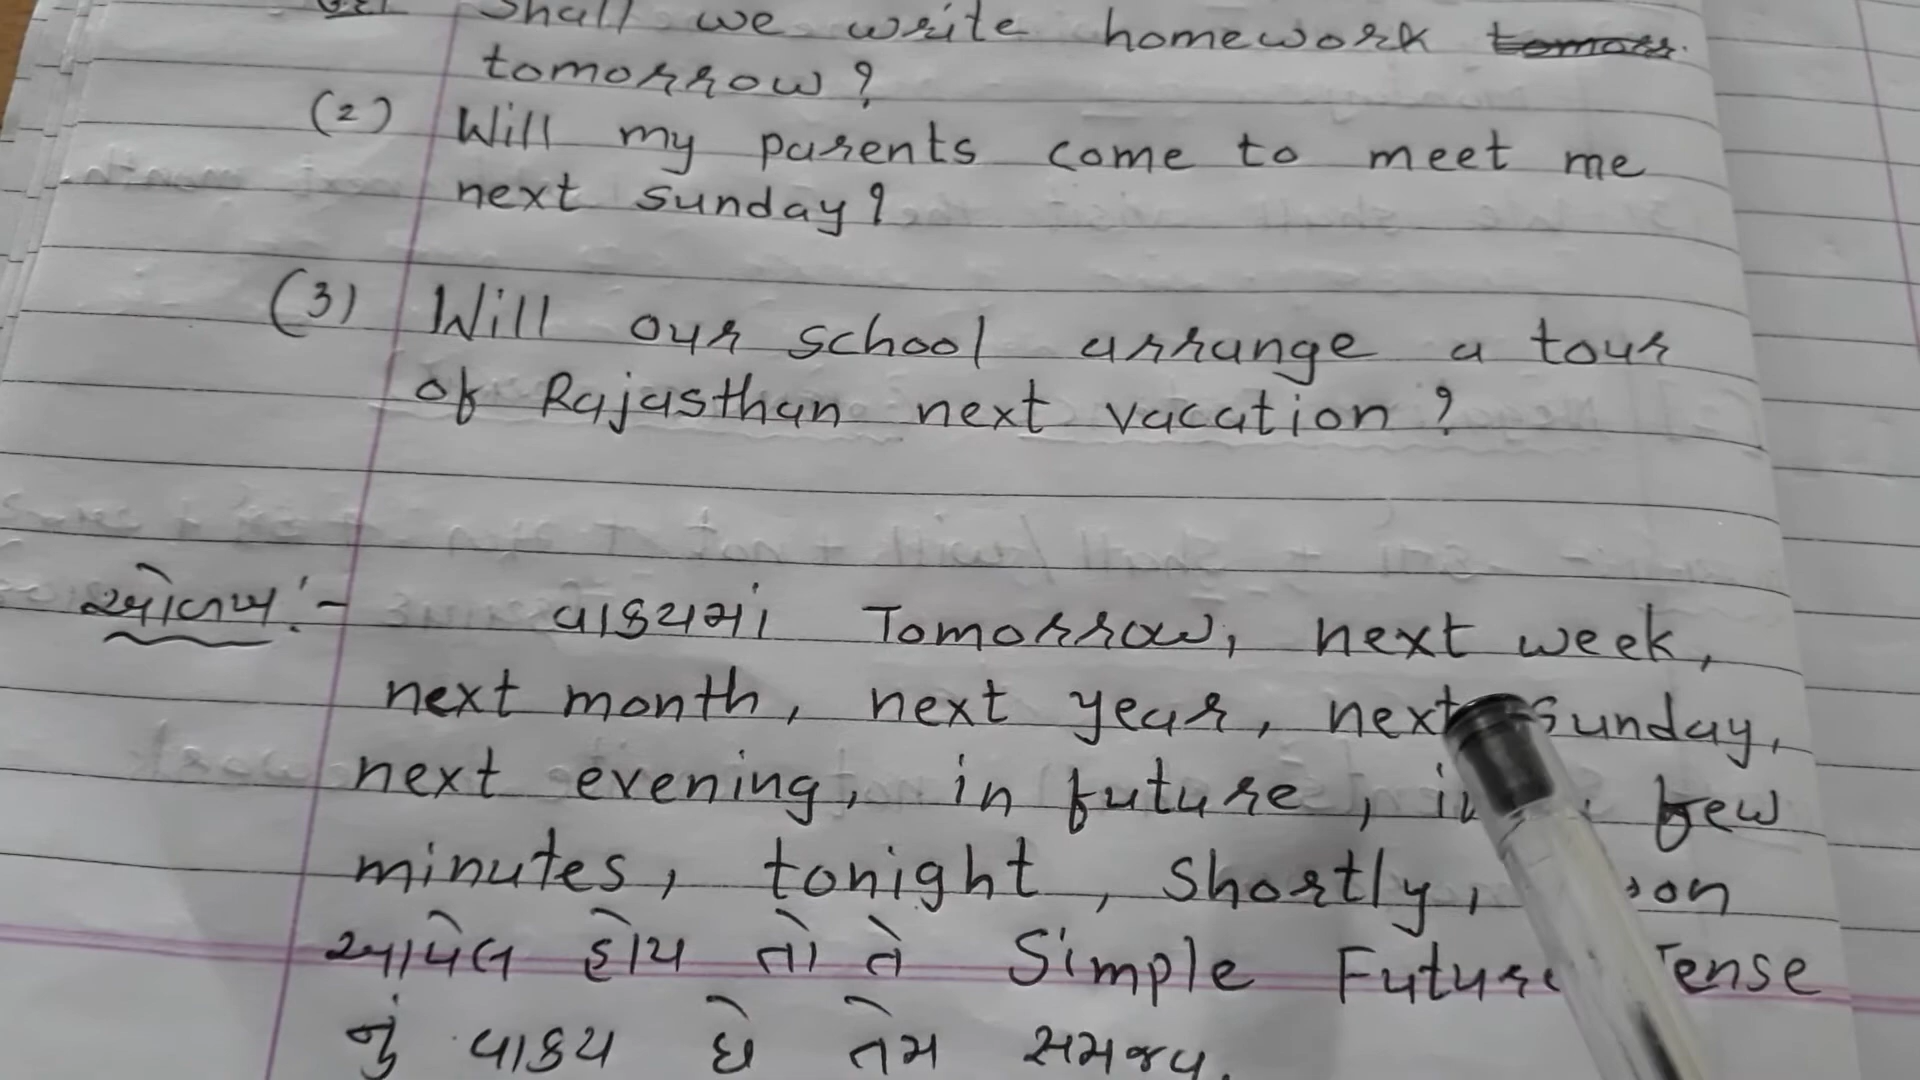 Shall we write homework
tomorrow?
(2) Will my parents come to meet me
next sunday?
(3) Will our school arrange a tour
of Rajasthan next vacation?
ઓળખ:- વાક્યમાં Tomorrow, next week,
next month, next year, next sunday,
next evening, in future, few
minutes, tonight, shortly,
આપેલ હોય તો તે Simple Future Tense
નું વાક્ય છે તેમ સમજવુ.